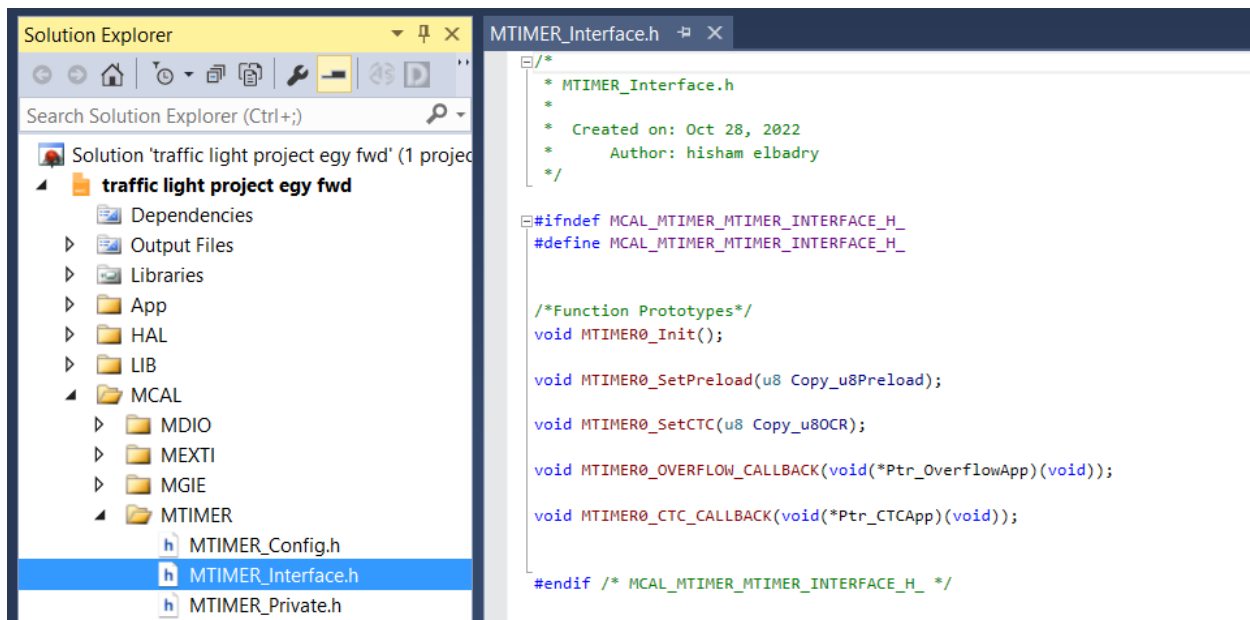 Solution Explorer
Search Solution Explorer (Ctrl+;)
Solution 'traffic light project egy fwd' (1 projec
traffic light project egy fwd
Dependencies
Output Files
Libraries
App
HAL
LIB
MCAL
MDIO
MEXTI
MGIE
MTIMER
h MTIMER_Config.h
h MTIMER_Interface.h
h MTIMER_Private.h
MTIMER_Interface.h
/*
* MTIMER_Interface.h
*
* Created on: Oct 28, 2022
* Author: hisham elbadry
*/
#ifndef MCAL_MTIMER_MTIMER_INTERFACE_H_
#define MCAL_MTIMER_MTIMER_INTERFACE_H_
/*Function Prototypes*/
void MTIMER0_Init();
void MTIMER0_SetPreload(u8 Copy_u8Preload);
void MTIMER0_SetCTC(u8 Copy_u8OCR);
void MTIMER0_OVERFLOW_CALLBACK(void(*Ptr_OverflowApp)(void));
void MTIMER0_CTC_CALLBACK(void(*Ptr_CTCApp)(void));
#endif /* MCAL_MTIMER_MTIMER_INTERFACE_H_ */